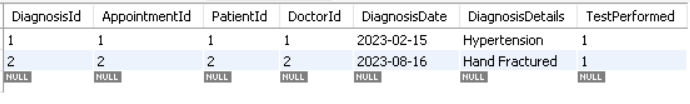 DiagnosisId AppointmentId PatientId DoctorId DiagnosisDate DiagnosisDetails TestPerformed
1 1 1 1 2023-02-15 Hypertension 1
2 2 2 2 2023-08-16 Hand Fractured 1
NULL NULL NULL NULL NULL NULL NULL